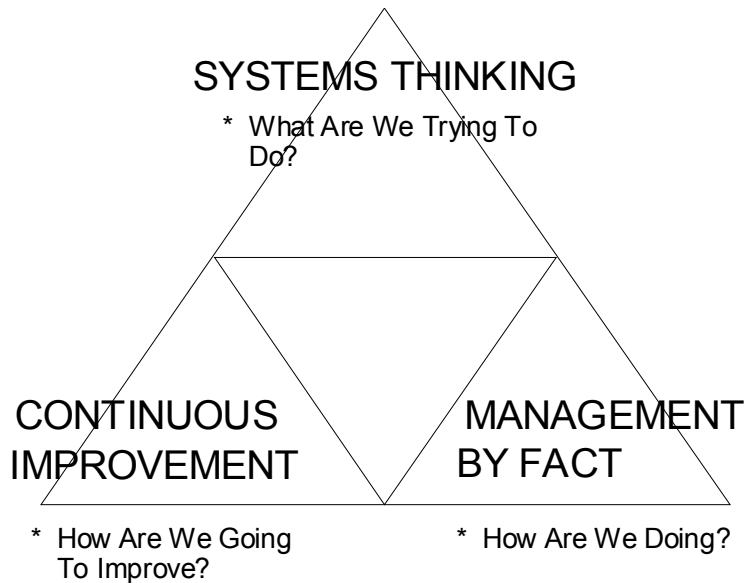 SYSTEMS THINKING
* What Are We Trying To
Do?
CONTINUOUS
IMPROVEMENT
* How Are We Going
To Improve?
MANAGEMENT
BY FACT
* How Are We Doing?